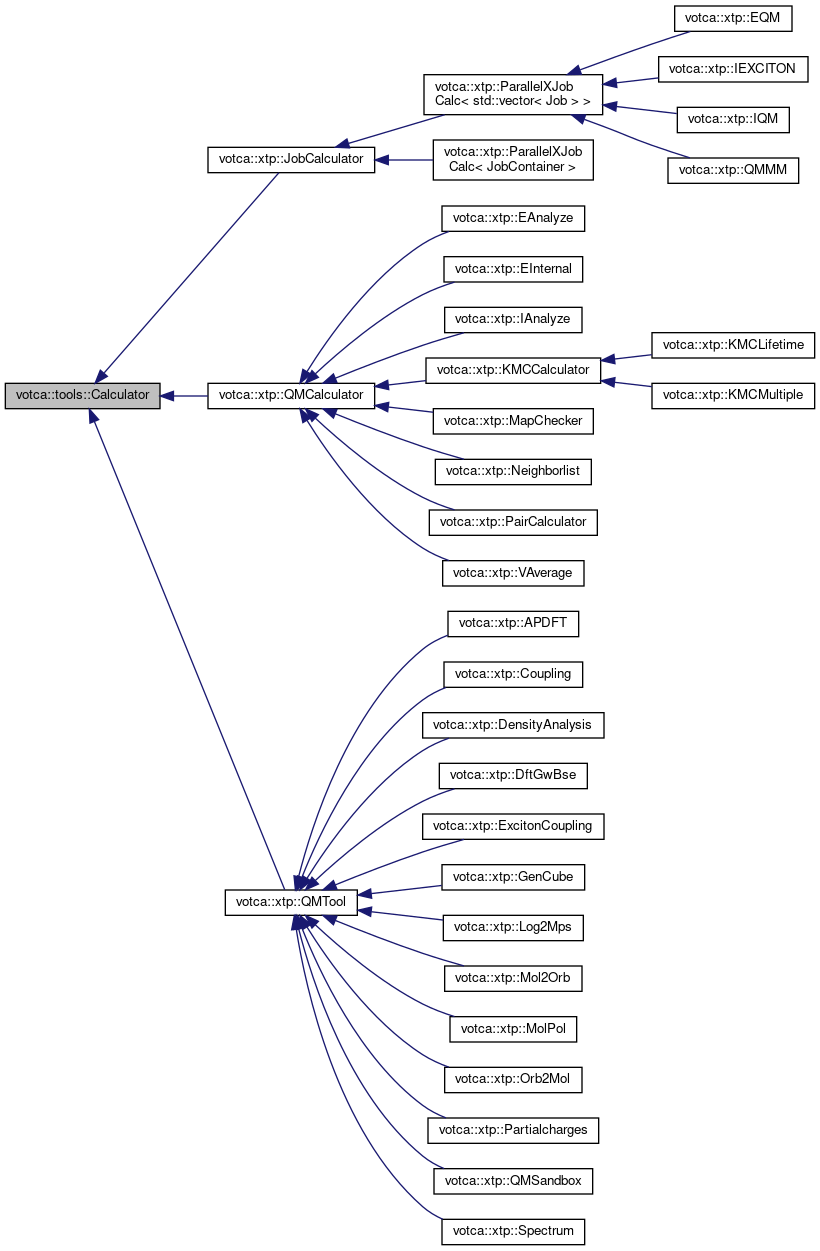 votca::xtp::EQM
votca::xtp::IEXCITON
votca::xtp::ParallelXJob
Calc< std::vector< Job > >
votca::xtp::IQM
votca::xtp::JobCalculator
votca::xtp::ParallelXJob
Calc< JobContainer >
votca::xtp::QMMM
votca::xtp::EAnalyze
votca::xtp::EInternal
votca::xtp::IAnalyze
votca::xtp::KMCLifetime
votca::xtp::KMCCalculator
votca::tools::Calculator
votca::xtp::QMCalculator
votca::xtp::KMCMultiple
votca::xtp::MapChecker
votca::xtp::Neighborlist
votca::xtp::PairCalculator
votca::xtp::VAverage
votca::xtp::APDFT
votca::xtp::Coupling
votca::xtp::DensityAnalysis
votca::xtp::DftGwBse
votca::xtp::ExcitonCoupling
votca::xtp::GenCube
votca::xtp::QMTool
votca::xtp::Log2Mps
votca::xtp::Mol2Orb
votca::xtp::MolPol
votca::xtp::Orb2Mol
votca::xtp::Partialcharges
votca::xtp::QMSandbox
votca::xtp::Spectrum